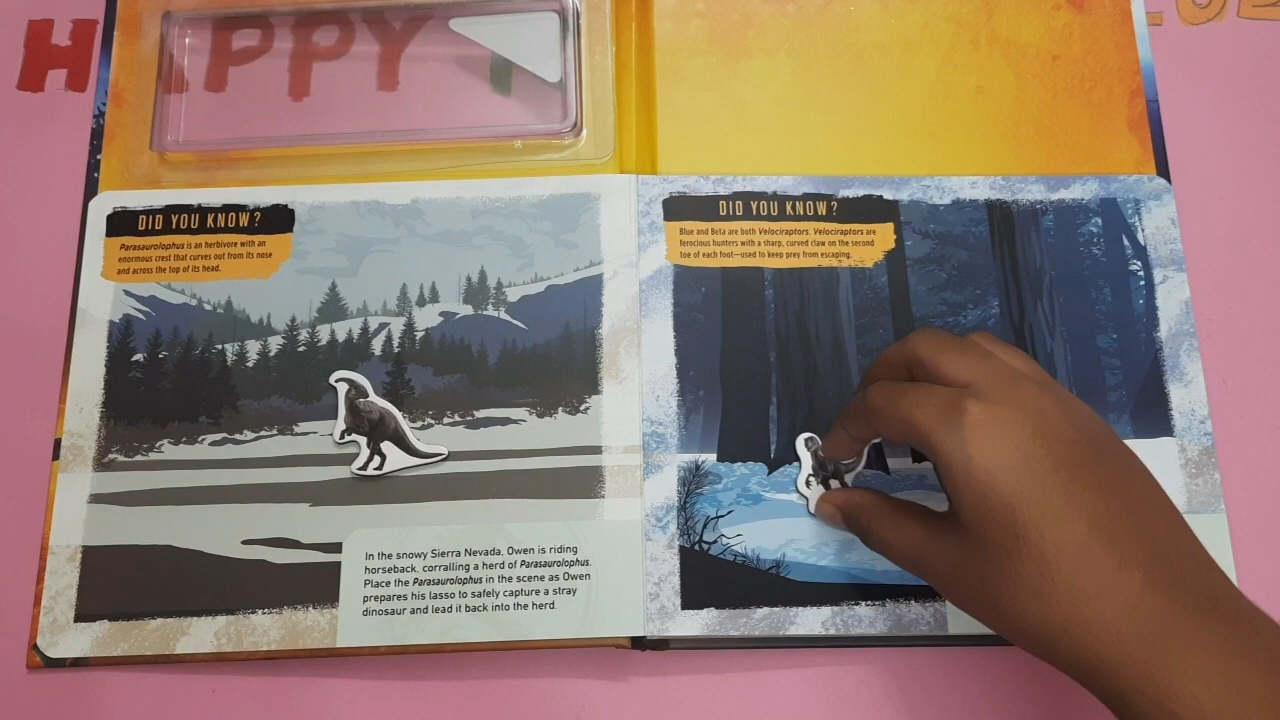 HAPPY
DID YOU KNOW?
Parasaurolophus is an herbivore with an
enormous crest that curves out from its nose
and across the top of its head.
In the snowy Sierra Nevada, Owen is riding
horseback, corralling a herd of Parasaurolophus.
Place the Parasaurolophus in the scene as Owen
prepares his lasso to safely capture a stray
dinosaur and lead it back into the herd.
DID YOU KNOW?
Blue and Beta are both Velociraptors. Velociraptors are
ferocious hunters with a sharp, curved claw on the second
toe of each foot—used to keep prey from escaping.